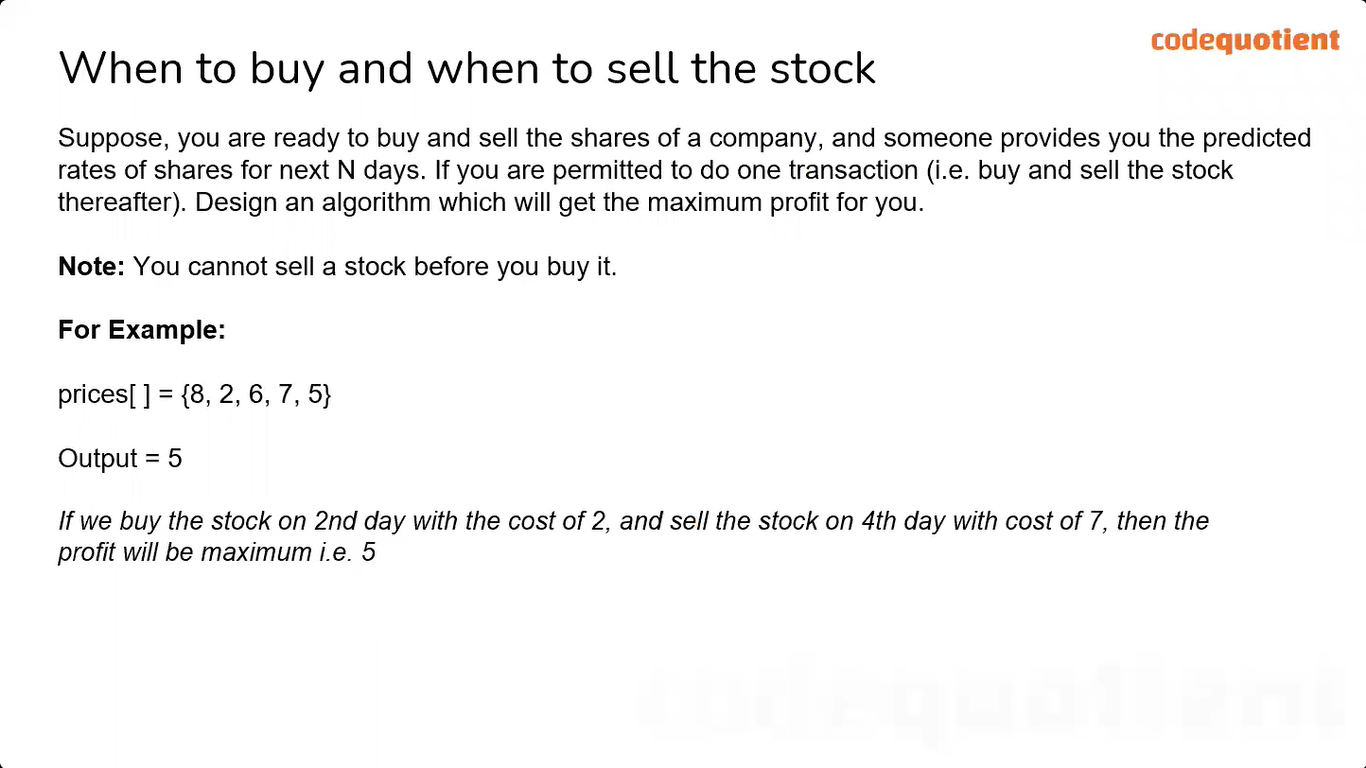 codequotient
When to buy and when to sell the stock
Suppose, you are ready to buy and sell the shares of a company, and someone provides you the predicted
rates of shares for next N days. If you are permitted to do one transaction (i.e. buy and sell the stock
thereafter). Design an algorithm which will get the maximum profit for you.
Note: You cannot sell a stock before you buy it.
For Example:
prices[ ] = {8, 2, 6, 7, 5}
Output = 5
If we buy the stock on 2nd day with the cost of 2, and sell the stock on 4th day with cost of 7, then the
profit will be maximum i.e. 5